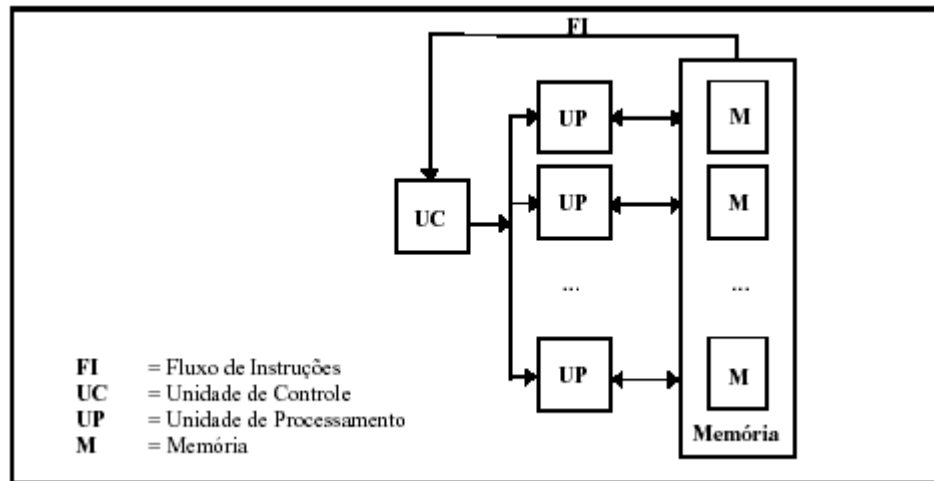 FI
UP
M
UP
M
UC
...
...
UP
M
Memória
FI = Fluxo de Instruções
UC = Unidade de Controle
UP = Unidade de Processamento
M = Memória